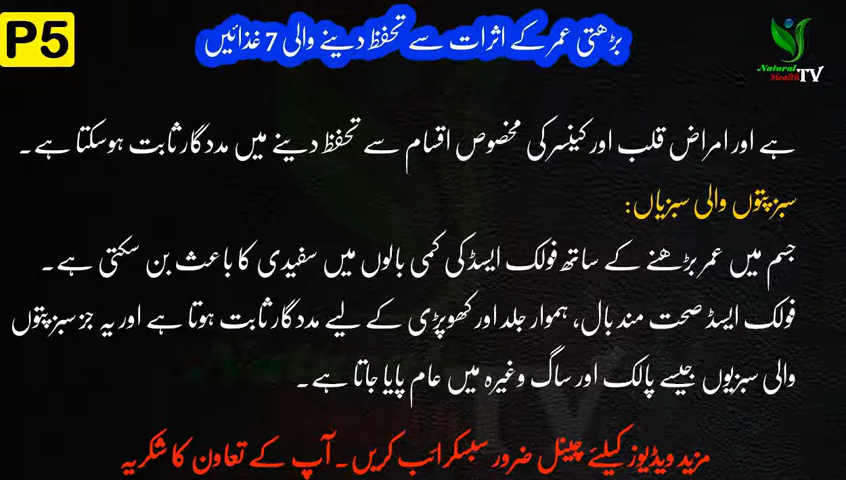 P5
بڑھتی عمر کے اثرات سے تحفظ دینے والی 7 غذائیں
Natural
Health TV
ہے اور امراض قلب اور کینسر کی مخصوص اقسام سے تحفظ دینے میں مددگار ثابت ہوسکتا ہے۔
سبز پتوں والی سبزیاں:
جسم میں عمر بڑھنے کے ساتھ فولک ایسڈ کی کمی بالوں میں سفیدی کا باعث بن سکتی ہے۔
فولک ایسڈ صحت مند بال، ہموار جلد اور کھوپڑی کے لیے مددگار ثابت ہوتا ہے اور یہ جز سبز پتوں
والی سبزیوں جیسے پالک اور ساگ وغیرہ میں عام پایا جاتا ہے۔
مزید ویڈیوز کیلئے چینل ضرور سبسکرائب کریں۔ آپ کے تعاون کا شکریہ